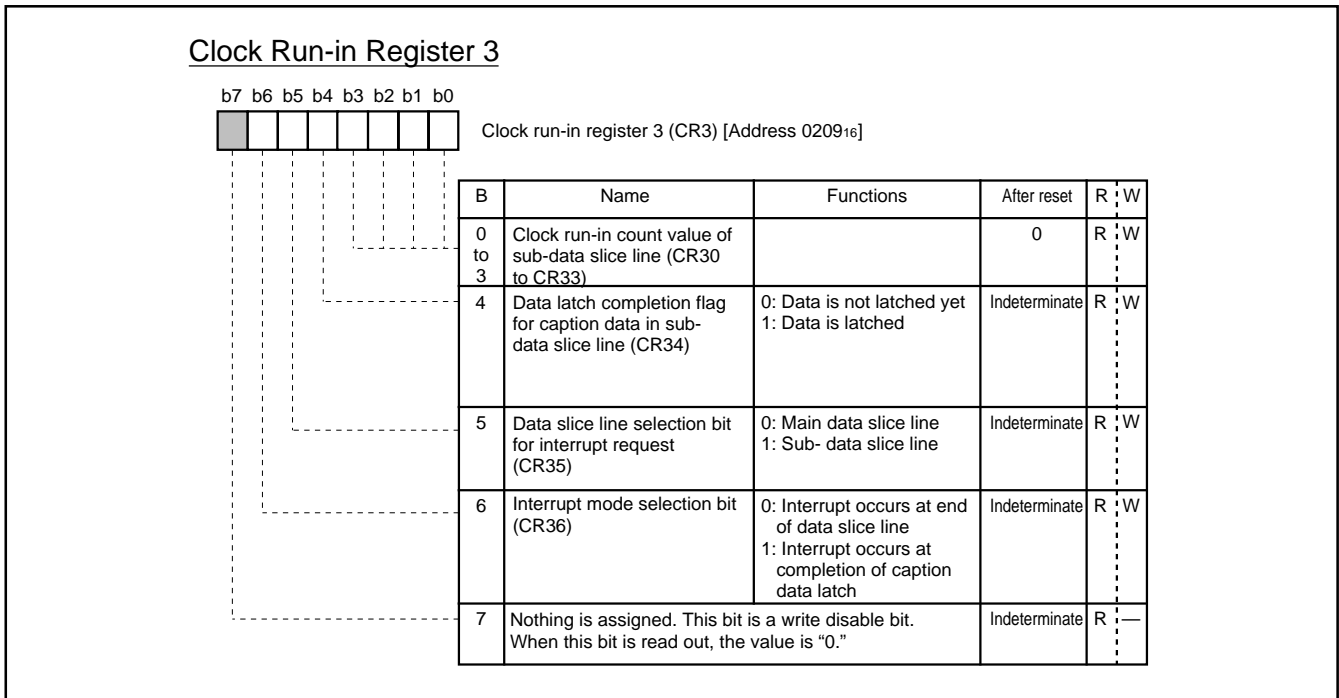 Clock Run-in Register 3
b7 b6 b5 b4 b3 b2 b1 b0
Clock run-in register 3 (CR3) [Address 020916]
B Name Functions After reset R W
0 to 3 Clock run-in count value of 0 R W
sub-data slice line (CR30
to CR33)
4 Data latch completion flag 0: Data is not latched yet Indeterminate R W
for caption data in sub- 1: Data is latched
data slice line (CR34)
5 Data slice line selection bit 0: Main data slice line Indeterminate R W
for interrupt request 1: Sub- data slice line
(CR35)
6 Interrupt mode selection bit 0: Interrupt occurs at end Indeterminate R W
(CR36) of data slice line
1: Interrupt occurs at
completion of caption
data latch
7 Nothing is assigned. This bit is a write disable bit. Indeterminate R —
When this bit is read out, the value is “0.”